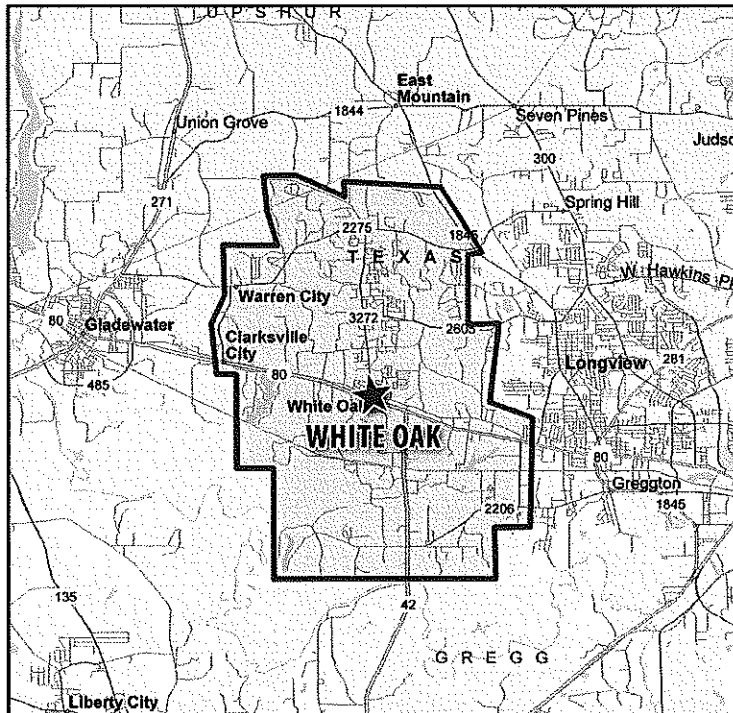 UPSHUR
East
Mountain
1844
Union Grove
Seven Pines
300
271
Spring Hill
2275
1845
TEXAS
W Hawkins
Warren City
80
Gladewater
3272
2605
Clarksville
City
Longview
281
80
485
White Oak
WHITE OAK
80
Greggton
2206
1845
135
42
GREGG
Liberty City